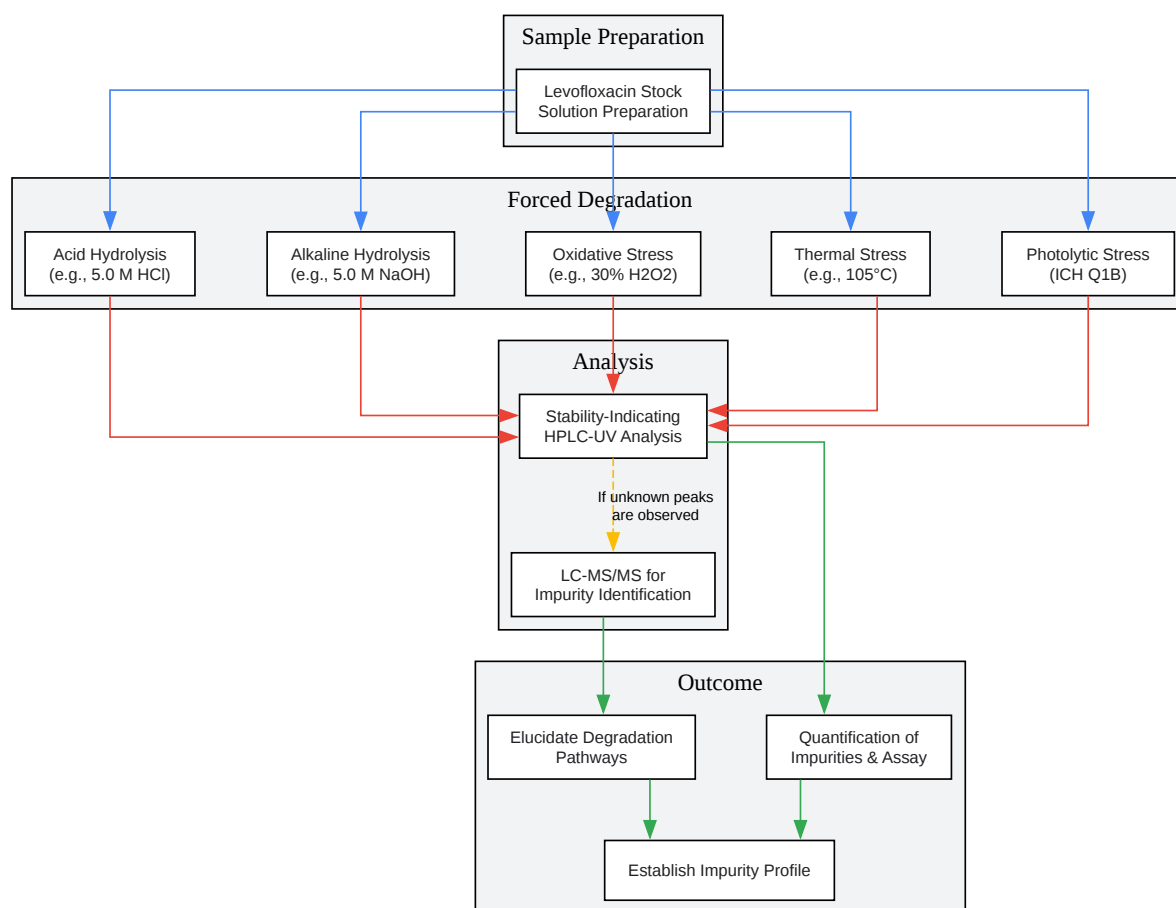 Sample Preparation
Levofloxacin Stock
Solution Preparation
Forced Degradation
Acid Hydrolysis
(e.g., 5.0 M HCl)
Alkaline Hydrolysis
(e.g., 5.0 M NaOH)
Oxidative Stress
(e.g., 30% H2O2)
Thermal Stress
(e.g., 105°C)
Photolytic Stress
(ICH Q1B)
Analysis
Stability-Indicating
HPLC-UV Analysis
If unknown peaks
are observed
LC-MS/MS for
Impurity Identification
Outcome
Elucidate Degradation
Pathways
Quantification of
Impurities & Assay
Establish Impurity Profile